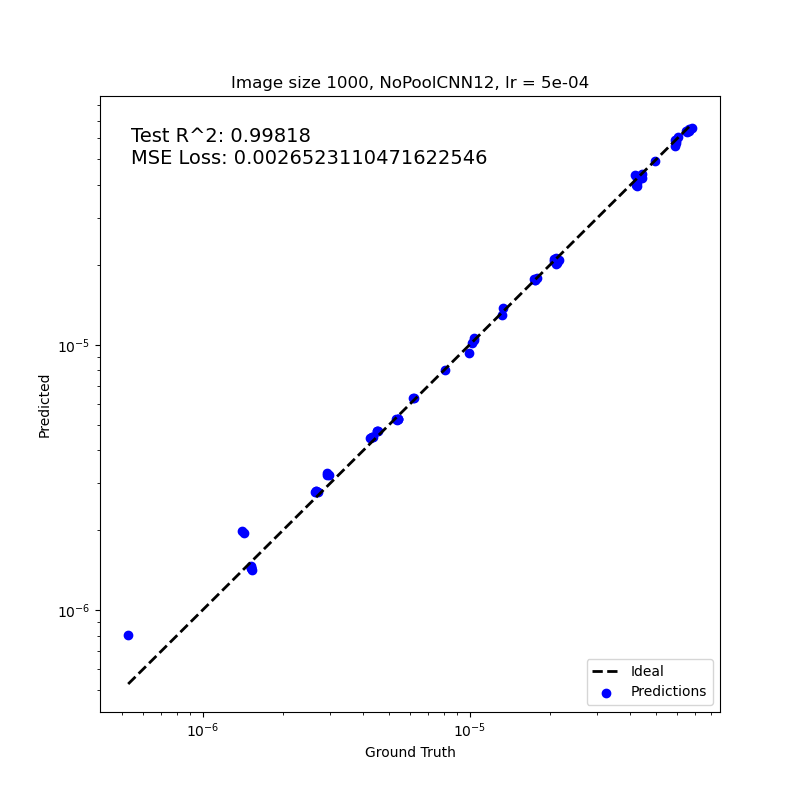 Image size 1000, NoPoolCNN12, lr = 5e-04
Test R^2: 0.99818
MSE Loss: 0.0026523110471622546
10⁻⁵
Predicted
10⁻⁶
Ideal
Predictions
10⁻⁶
10⁻⁵
Ground Truth